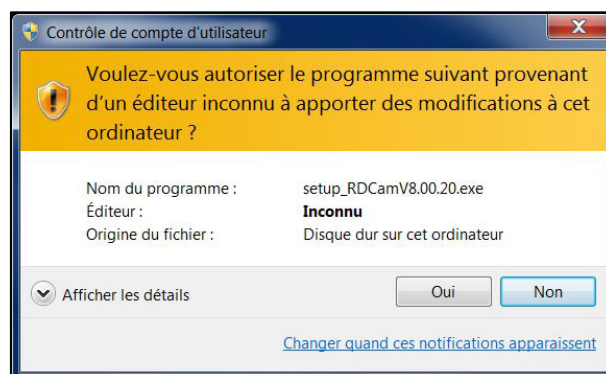 Contrôle de compte d'utilisateur
Voulez-vous autoriser le programme suivant provenant
d'un éditeur inconnu à apporter des modifications à cet
ordinateur ?
Nom du programme : setup_RDCamV8.00.20.exe
Éditeur : Inconnu
Origine du fichier : Disque dur sur cet ordinateur
Afficher les détails Oui Non
Changer quand ces notifications apparaissent